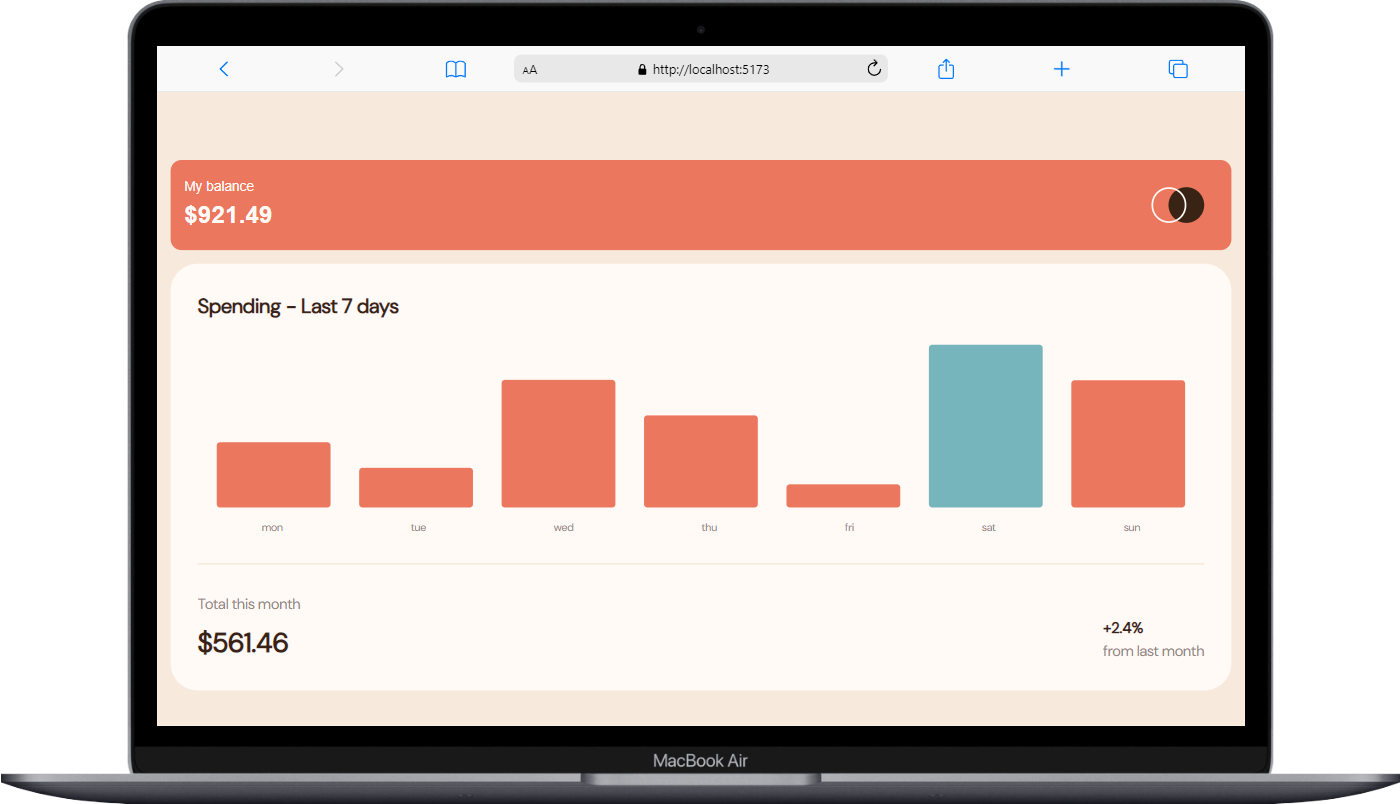 AA http://localhost:5173
My balance
$921.49
Spending - Last 7 days
mon tue wed thu fri sat sun
Total this month
$561.46
+2.4%
from last month
MacBook Air